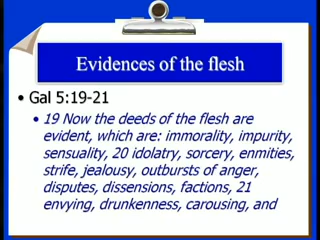 Evidences of the flesh
• Gal 5:19-21
• 19 Now the deeds of the flesh are
evident, which are: immorality, impurity,
sensuality, 20 idolatry, sorcery, enmities,
strife, jealousy, outbursts of anger,
disputes, dissensions, factions, 21
envying, drunkenness, carousing, and